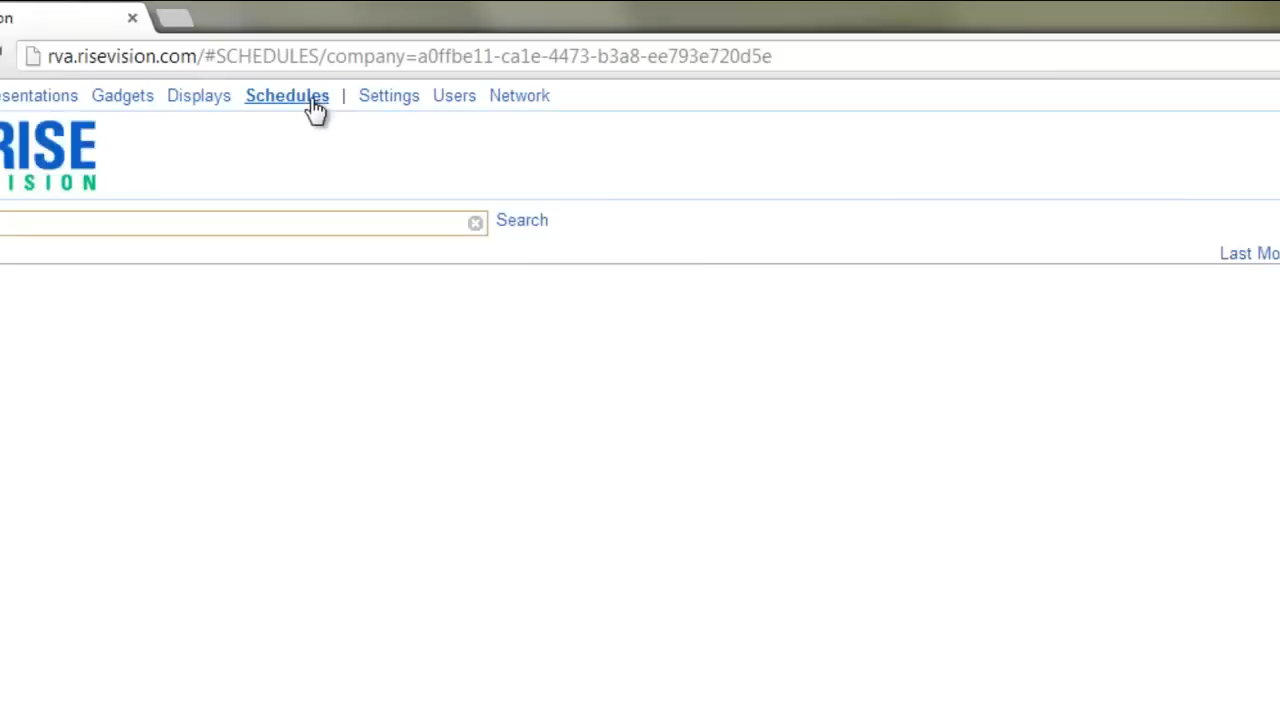 on
rva.risevision.com/#SCHEDULES/company=a0ffbe11-ca1e-4473-b3a8-ee793e720d5e
esentations Gadgets Displays Schedules | Settings Users Network
RISE
ISION
Search
Last Mo